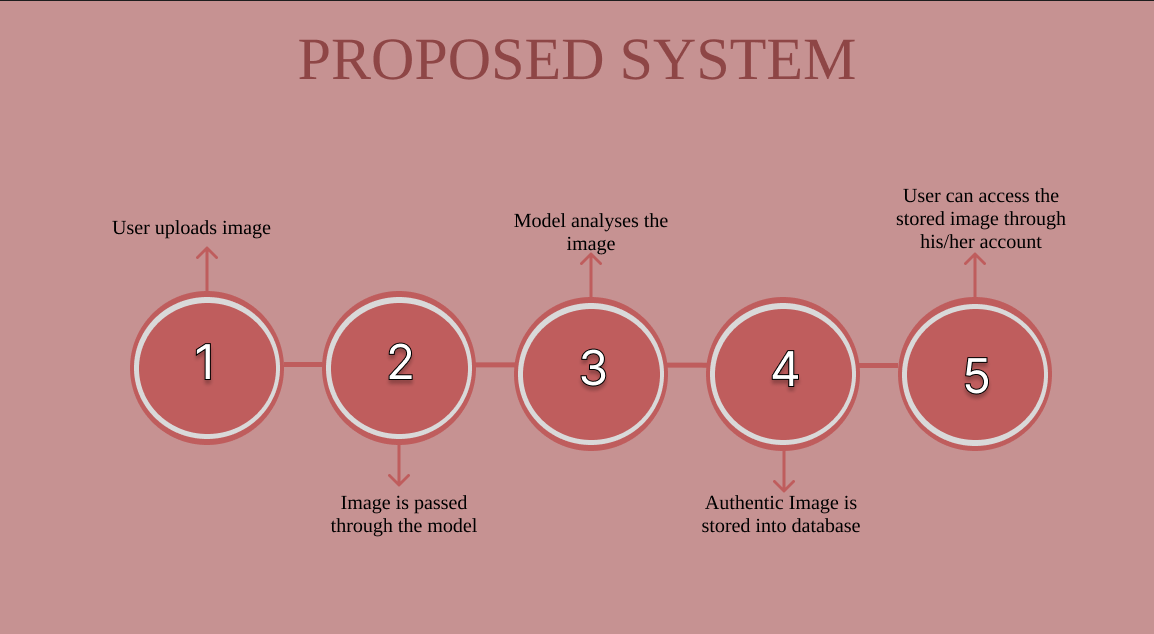 PROPOSED SYSTEM
User uploads image
1
Image is passed
through the model
2
Model analyses the
image
3
Authentic Image is
stored into database
4
User can access the
stored image through
his/her account
5